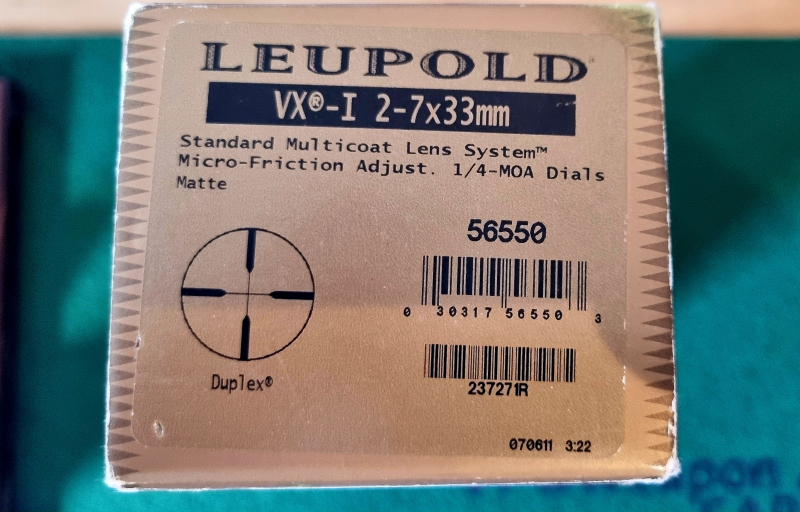 LEUPOLD
VX®-I 2-7x33mm
Standard Multicoat Lens System™
Micro-Friction Adjust. 1/4-MOA Dials
Matte
56550
0 30317 56550 3
Duplex®
237271R
070611 3:22